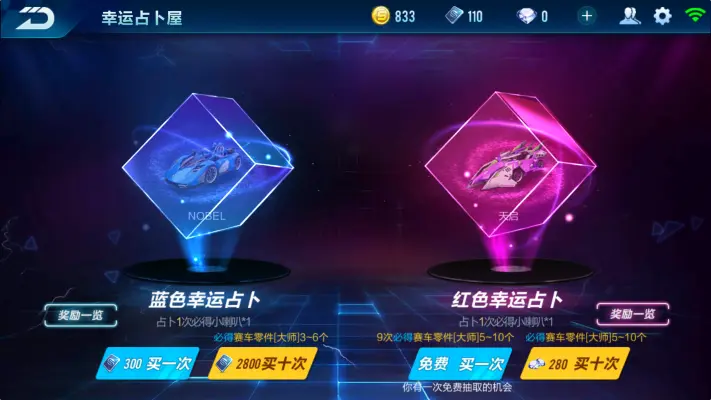 幸运占卜屋
833
110
0
NOBEL
天启
蓝色幸运占卜
红色幸运占卜
奖励一览
占卜1次必得小喇叭*1
占卜1次必得小喇叭*1
奖励一览
必得赛车零件[大师]3~6个
9次必得赛车零件[大师]5~10个
必得赛车零件[大师]5~10个
300 买一次
2800买十次
免费 买一次
280 买十次
你有一次免费抽取的机会